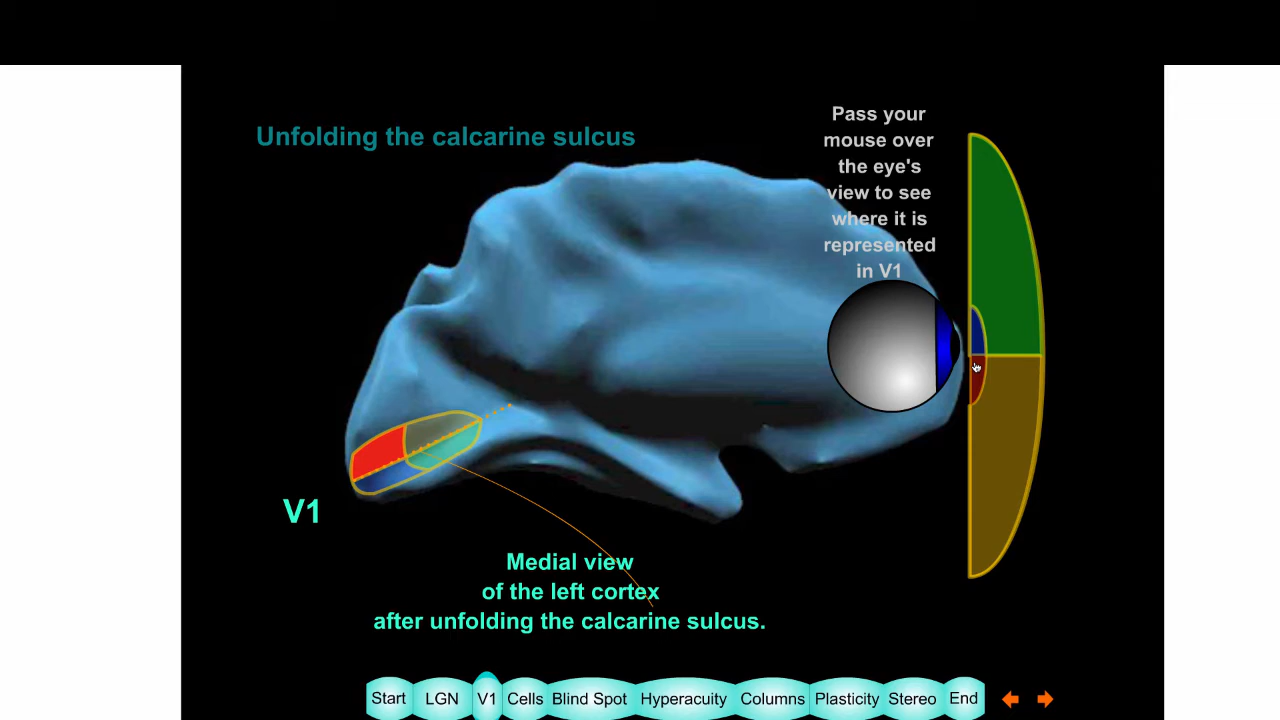 Unfolding the calcarine sulcus
Pass your
mouse over
the eye's
view to see
where it is
represented
in V1
V1
Medial view
of the left cortex
after unfolding the calcarine sulcus.
Start LGN V1 Cells Blind Spot Hyperacuity Columns Plasticity Stereo End